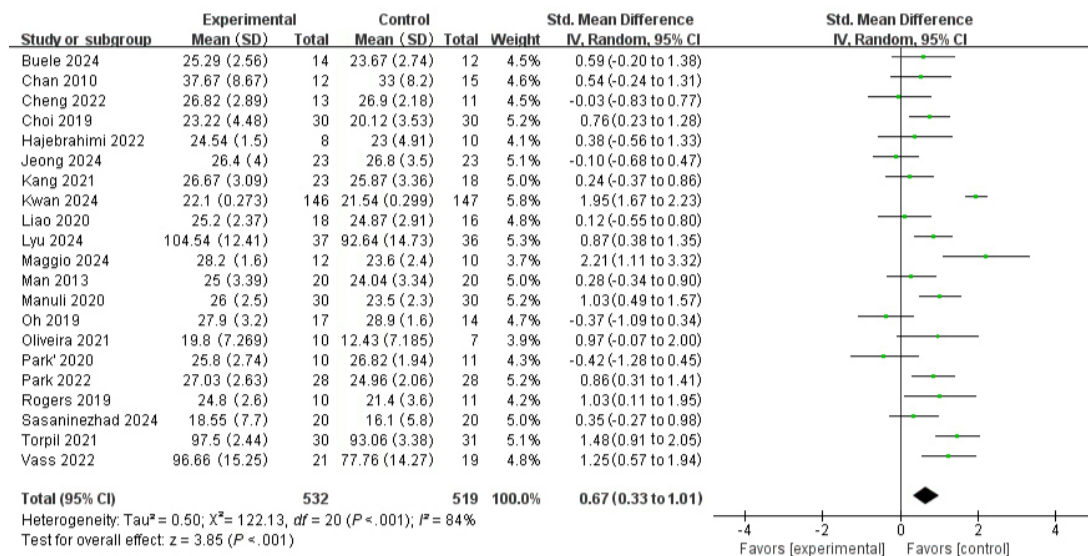 Experimental Control Std. Mean Difference Std. Mean Difference
Study or subgroup Mean (SD) Total Mean (SD) Total Weight IV, Random, 95% CI IV, Random, 95% CI
Buele 2024 25.29 (2.56) 14 23.67 (2.74) 12 4.5% 0.59 (-0.20 to 1.38)
Chan 2010 37.67 (8.67) 12 33 (8.2) 15 4.5% 0.54 (-0.24 to 1.31)
Cheng 2022 26.82 (2.89) 13 26.9 (2.18) 11 4.5% -0.03 (-0.83 to 0.77)
Choi 2019 23.22 (4.48) 30 20.12 (3.53) 30 5.2% 0.76 (0.23 to 1.28)
Hajebrahimi 2022 24.54 (1.5) 8 23 (4.91) 10 4.1% 0.38 (-0.56 to 1.33)
Jeong 2024 26.4 (4) 23 26.8 (3.5) 23 5.1% -0.10 (-0.68 to 0.47)
Kang 2021 26.67 (3.09) 23 25.87 (3.36) 18 5.0% 0.24 (-0.37 to 0.86)
Kwan 2024 22.1 (0.273) 146 21.54 (0.299) 147 5.8% 1.95 (1.67 to 2.23)
Liao 2020 25.2 (2.37) 18 24.87 (2.91) 16 4.8% 0.12 (-0.55 to 0.80)
Lyu 2024 104.54 (12.41) 37 92.64 (14.73) 36 5.3% 0.87 (0.38 to 1.35)
Maggio 2024 28.2 (1.6) 12 23.6 (2.4) 10 3.7% 2.21 (1.11 to 3.32)
Man 2013 25 (3.39) 20 24.04 (3.34) 20 5.0% 0.28 (-0.34 to 0.90)
Manuli 2020 26 (2.5) 30 23.5 (2.3) 30 5.2% 1.03 (0.49 to 1.57)
Oh 2019 27.9 (3.2) 17 28.9 (1.6) 14 4.7% -0.37 (-1.09 to 0.34)
Oliveira 2021 19.8 (7.269) 10 12.43 (7.185) 7 3.9% 0.97 (-0.07 to 2.00)
Park' 2020 25.8 (2.74) 10 26.82 (1.94) 11 4.3% -0.42 (-1.28 to 0.45)
Park 2022 27.03 (2.63) 28 24.96 (2.06) 28 5.2% 0.86 (0.31 to 1.41)
Rogers 2019 24.8 (2.6) 10 21.4 (3.6) 11 4.2% 1.03 (0.11 to 1.95)
Sasaninezhad 2024 18.55 (7.7) 20 16.1 (5.8) 20 5.0% 0.35 (-0.27 to 0.98)
Torpil 2021 97.5 (2.44) 30 93.06 (3.38) 31 5.1% 1.48 (0.91 to 2.05)
Vass 2022 96.66 (15.25) 21 77.76 (14.27) 19 4.8% 1.25 (0.57 to 1.94)
Total (95% CI) 532 519 100.0% 0.67 (0.33 to 1.01)
Heterogeneity: Tau² = 0.50; X² = 122.13, df = 20 (P <.001); I² = 84%
Test for overall effect: z = 3.85 (P <.001)
-4 -2 0 2 4
Favors [experimental] Favors [control]